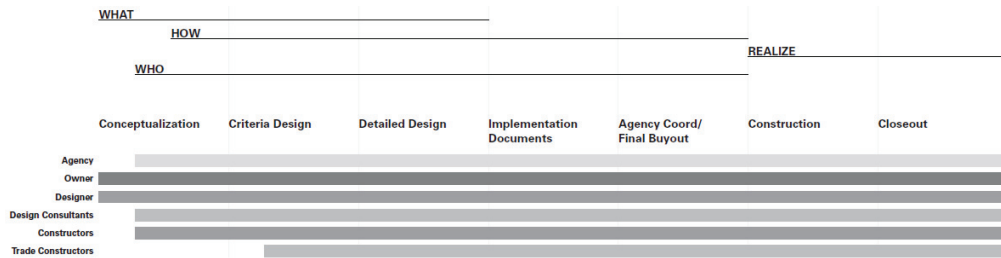 WHAT
HOW
REALIZE
WHO
Conceptualization Criteria Design Detailed Design Implementation Agency Coord/ Construction Closeout
Documents Final Buyout
Agency
Owner
Designer
Design Consultants
Constructors
Trade Constructors